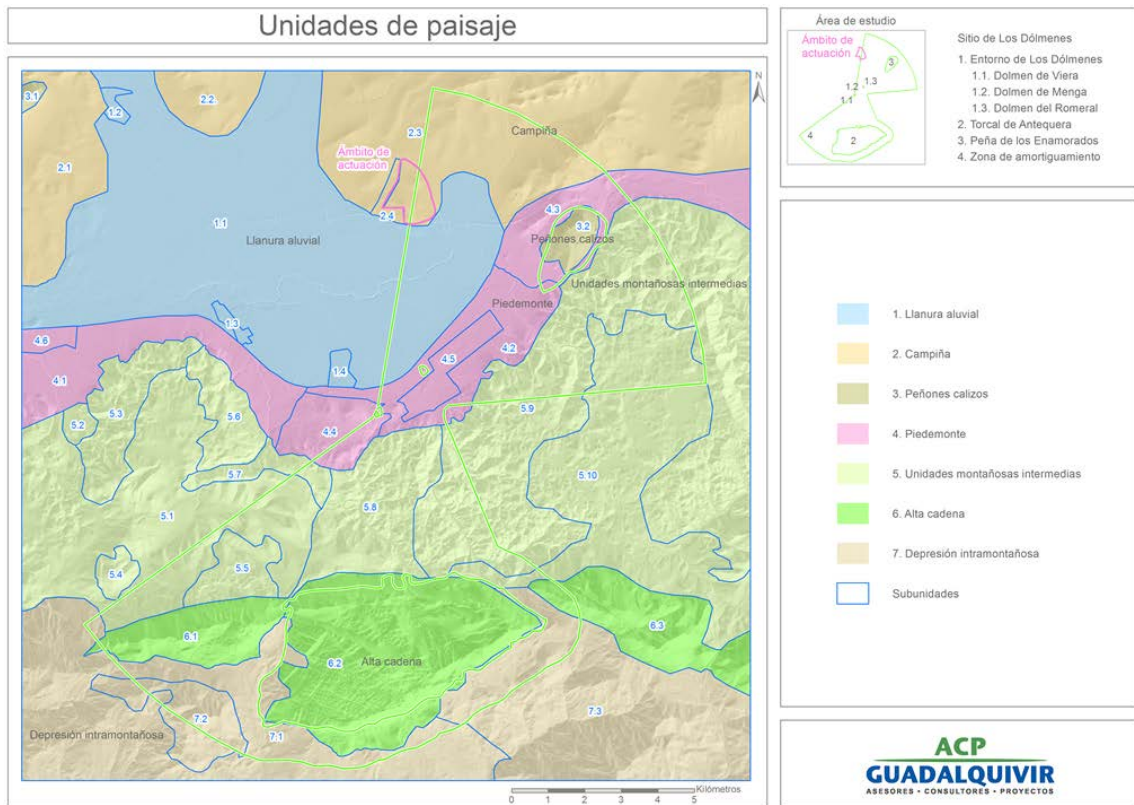 Unidades de paisaje
N
3.1
1.2
2.2
2.3
Campiña
Ámbito de
actuación
2.1
2.4
1.1
Llanura aluvial
4.3
3.2
Peñones calizos
Unidades montañosas intermedias
Piedemonte
1.3
4.6
1.4
4.5
4.2
4.1
5.3
5.2
5.6
4.4
5.9
5.7
5.10
5.8
5.1
5.4
5.5
6.1
6.3
6.2
Alta cadena
7.2
7.3
7.1
Depresión intramontañosa
Kilómetros
0 1 2 3 4 5
Área de estudio
Ámbito de
actuación
3
1.3
1.2
1.1
4
2
Sitio de Los Dólmenes
1. Entorno de Los Dólmenes
1.1. Dolmen de Viera
1.2. Dolmen de Menga
1.3. Dolmen del Romeral
2. Torcal de Antequera
3. Peña de los Enamorados
4. Zona de amortiguamiento
1. Llanura aluvial
2. Campiña
3. Peñones calizos
4. Piedemonte
5. Unidades montañosas intermedias
6. Alta cadena
7. Depresión intramontañosa
Subunidades
ACP
GUADALQUIVIR
ASESORES • CONSULTORES • PROYECTOS